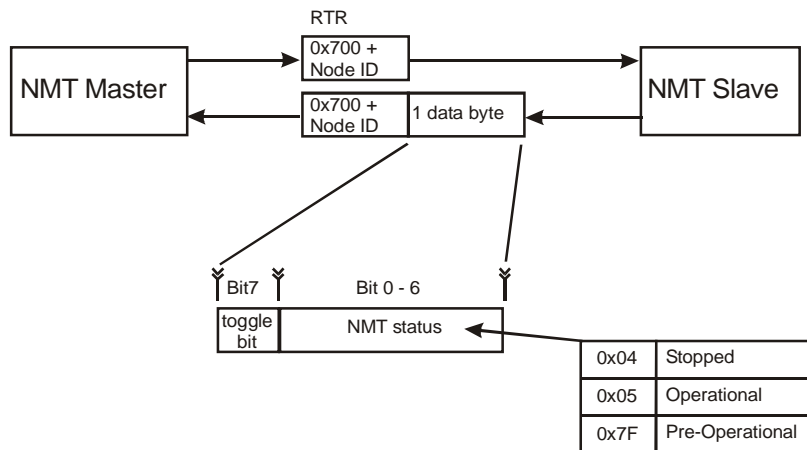 RTR
NMT Master
0x700 +
Node ID
NMT Slave
0x700 +
Node ID
1 data byte
Bit7
Bit 0 - 6
toggle
bit
NMT status
0x04 Stopped
0x05 Operational
0x7F Pre-Operational